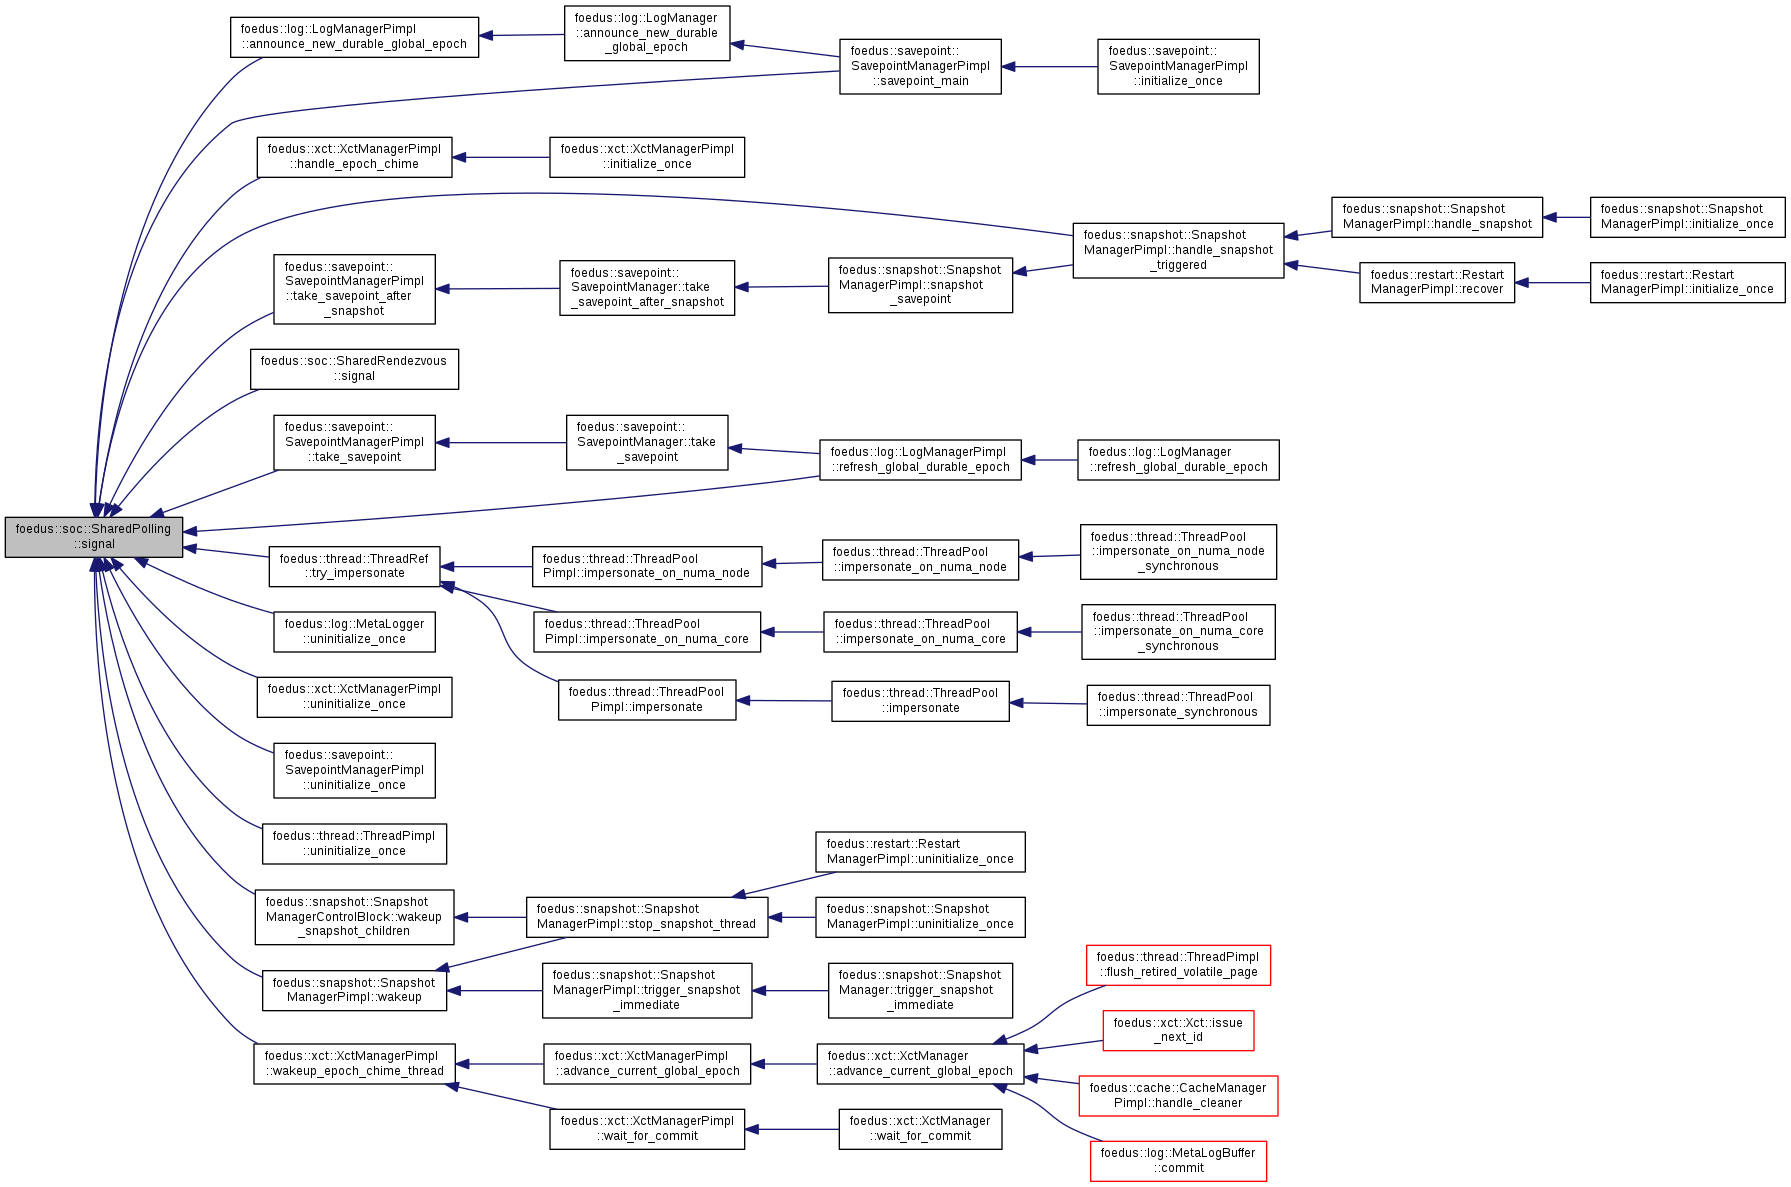 foedus::log::LogManagerPimpl
::announce_new_durable_global_epoch
foedus::log::LogManager
::announce_new_durable
_global_epoch
foedus::savepoint::
SavepointManagerPimpl
::savepoint_main
foedus::savepoint::
SavepointManagerPimpl
::initialize_once
foedus::xct::XctManagerPimpl
::handle_epoch_chime
foedus::xct::XctManagerPimpl
::initialize_once
foedus::snapshot::Snapshot
ManagerPimpl::handle_snapshot
_triggered
foedus::snapshot::Snapshot
ManagerPimpl::handle_snapshot
foedus::snapshot::Snapshot
ManagerPimpl::initialize_once
foedus::savepoint::
SavepointManagerPimpl
::take_savepoint_after
_snapshot
foedus::savepoint::
SavepointManager::take
_savepoint_after_snapshot
foedus::snapshot::Snapshot
ManagerPimpl::snapshot
_savepoint
foedus::restart::Restart
ManagerPimpl::recover
foedus::restart::Restart
ManagerPimpl::initialize_once
foedus::soc::SharedRendezvous
::signal
foedus::savepoint::
SavepointManagerPimpl
::take_savepoint
foedus::savepoint::
SavepointManager::take
_savepoint
foedus::log::LogManagerPimpl
::refresh_global_durable_epoch
foedus::log::LogManager
::refresh_global_durable_epoch
foedus::soc::SharedPolling
::signal
foedus::thread::ThreadRef
::try_impersonate
foedus::thread::ThreadPool
Pimpl::impersonate_on_numa_node
foedus::thread::ThreadPool
::impersonate_on_numa_node
foedus::thread::ThreadPool
::impersonate_on_numa_node
_synchronous
foedus::log::MetaLogger
::uninitialize_once
foedus::thread::ThreadPool
Pimpl::impersonate_on_numa_core
foedus::thread::ThreadPool
::impersonate_on_numa_core
foedus::thread::ThreadPool
::impersonate_on_numa_core
_synchronous
foedus::xct::XctManagerPimpl
::uninitialize_once
foedus::thread::ThreadPool
Pimpl::impersonate
foedus::thread::ThreadPool
::impersonate
foedus::thread::ThreadPool
::impersonate_synchronous
foedus::savepoint::
SavepointManagerPimpl
::uninitialize_once
foedus::thread::ThreadPimpl
::uninitialize_once
foedus::snapshot::Snapshot
ManagerControlBlock::wakeup
_snapshot_children
foedus::snapshot::Snapshot
ManagerPimpl::stop_snapshot_thread
foedus::restart::Restart
ManagerPimpl::uninitialize_once
foedus::snapshot::Snapshot
ManagerPimpl::uninitialize_once
foedus::snapshot::Snapshot
ManagerPimpl::wakeup
foedus::snapshot::Snapshot
ManagerPimpl::trigger_snapshot
_immediate
foedus::snapshot::Snapshot
Manager::trigger_snapshot
_immediate
foedus::xct::XctManagerPimpl
::wakeup_epoch_chime_thread
foedus::xct::XctManagerPimpl
::advance_current_global_epoch
foedus::xct::XctManager
::advance_current_global_epoch
foedus::thread::ThreadPimpl
::flush_retired_volatile_page
foedus::xct::Xct::issue
_next_id
foedus::cache::CacheManager
Pimpl::handle_cleaner
foedus::log::MetaLogBuffer
::commit
foedus::xct::XctManagerPimpl
::wait_for_commit
foedus::xct::XctManager
::wait_for_commit